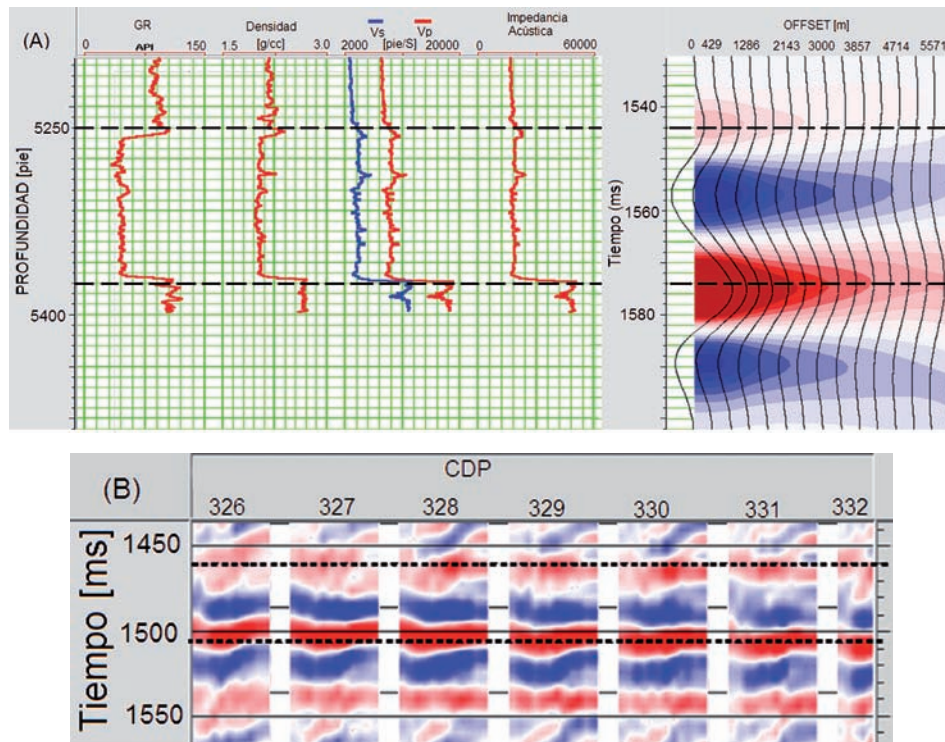 (A)
GR
API
0 150
Densidad
[g/cc]
1.5 3.0
Vs Vp
2000 [pie/S] 20000
Impedancia
Acústica
0 60000
PROFUNDIDAD [pie]
5250
5400
OFFSET [m]
0 429 1286 2143 3000 3857 4714 5571
Tiempo (ms)
1540
1560
1580
(B)
CDP
326 327 328 329 330 331 332
Tiempo [ms]
1450
1500
1550